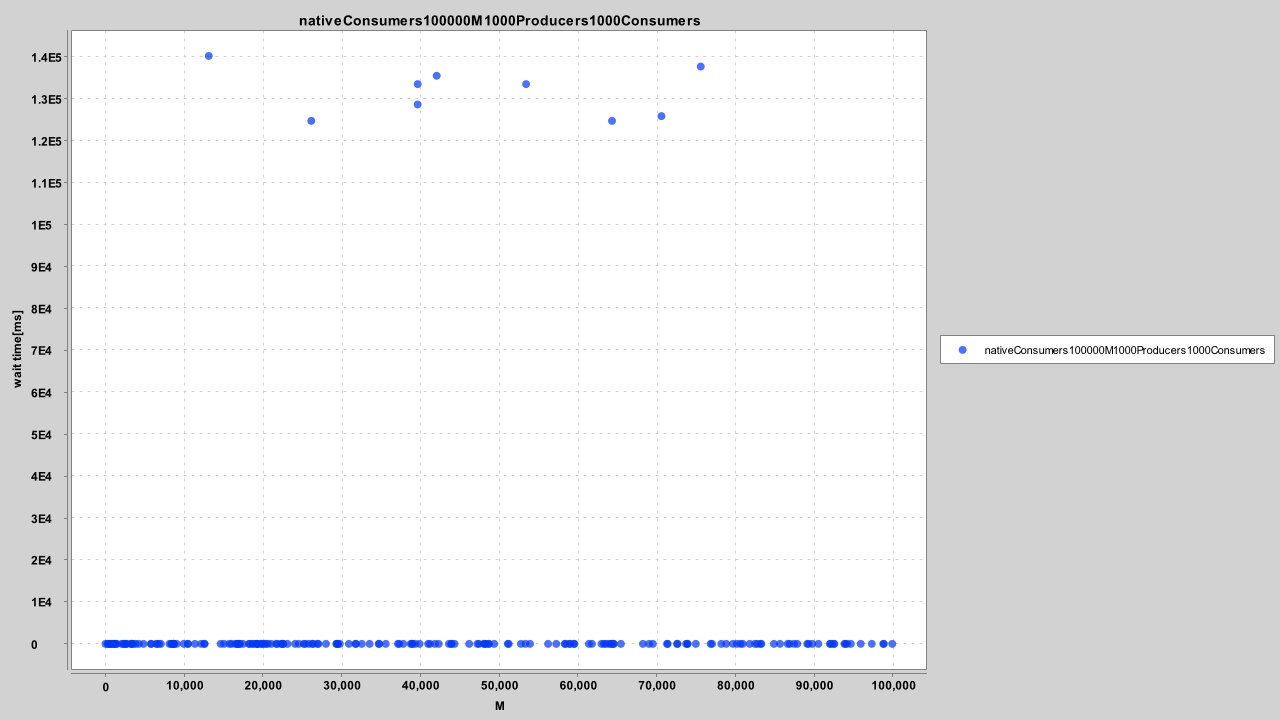 nativeConsumers100000M1000Producers1000Consumers
1.4E5
1.3E5
1.2E5
1.1E5
1E5
9E4
8E4
7E4
6E4
5E4
4E4
3E4
2E4
1E4
0
wait time[ms]
0 10,000 20,000 30,000 40,000 50,000 60,000 70,000 80,000 90,000 100,000
M
nativeConsumers100000M1000Producers1000Consumers